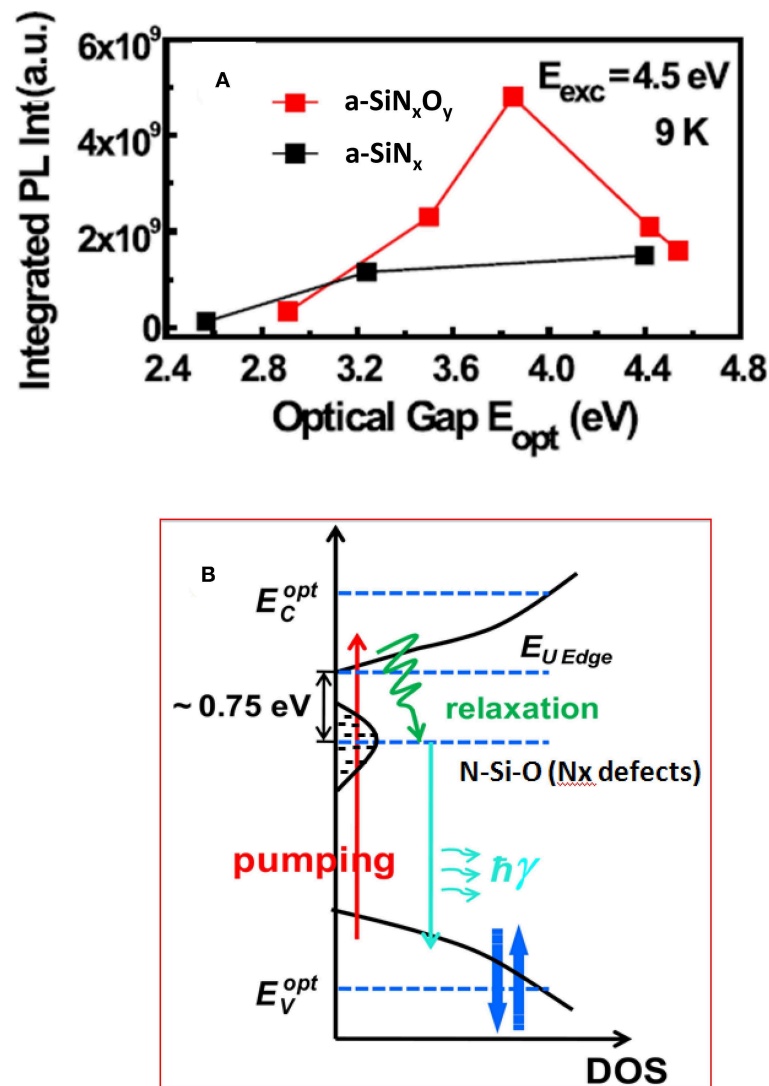 6x10⁹
A
E_exc = 4.5 eV
a-SiNₓO_y
4x10⁹
9 K
a-SiNₓ
2x10⁹
0
Integrated PL Int(a.u.)
2.4 2.8 3.2 3.6 4.0 4.4 4.8
Optical Gap E_opt (eV)
B
E_C^opt
E_U Edge
~ 0.75 eV
relaxation
N-Si-O (Nx defects)
pumping
ħγ
E_V^opt
DOS